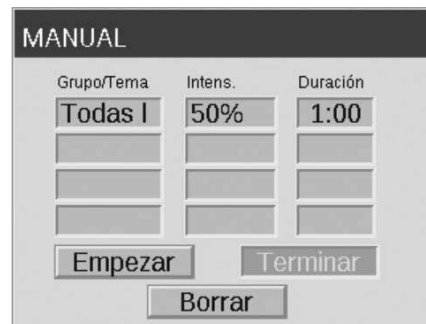 MANUAL
Grupo/Tema Intens. Duración
Todas l 50% 1:00
Empezar Terminar
Borrar